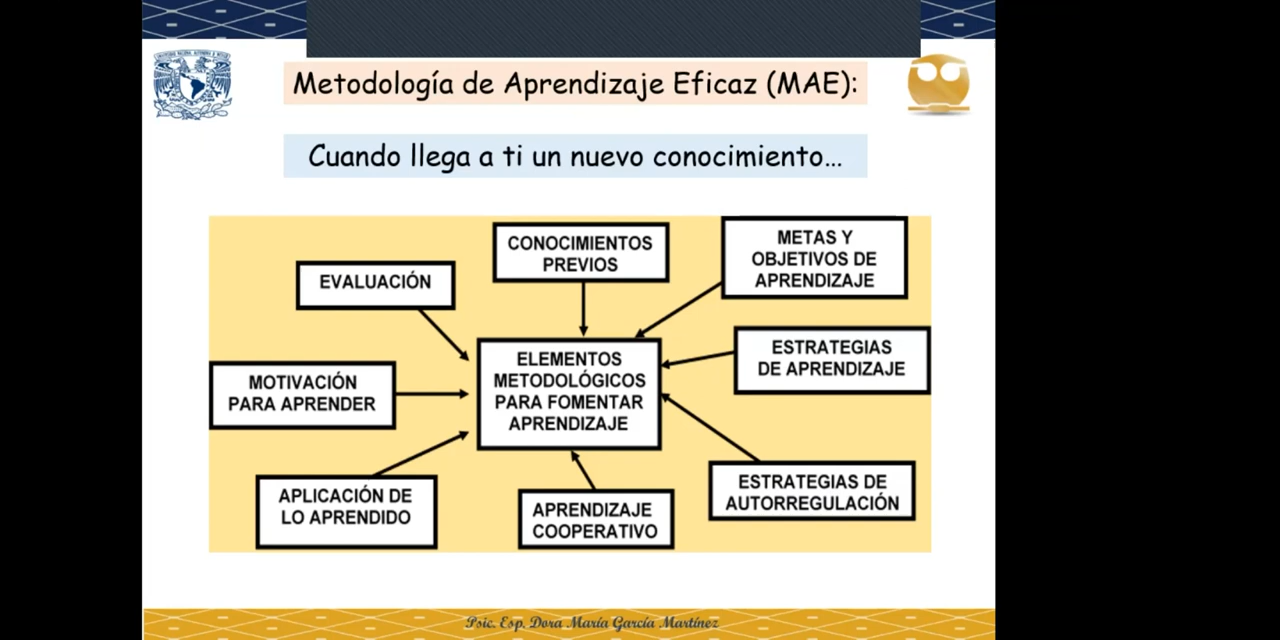 Metodología de Aprendizaje Eficaz (MAE):
Cuando llega a ti un nuevo conocimiento...
CONOCIMIENTOS
PREVIOS
METAS Y
OBJETIVOS DE
APRENDIZAJE
EVALUACIÓN
ESTRATEGIAS
DE APRENDIZAJE
ELEMENTOS
METODOLÓGICOS
PARA FOMENTAR
APRENDIZAJE
MOTIVACIÓN
PARA APRENDER
ESTRATEGIAS DE
AUTORREGULACIÓN
APLICACIÓN DE
LO APRENDIDO
APRENDIZAJE
COOPERATIVO
Psic. Esp. Dora María García Martínez